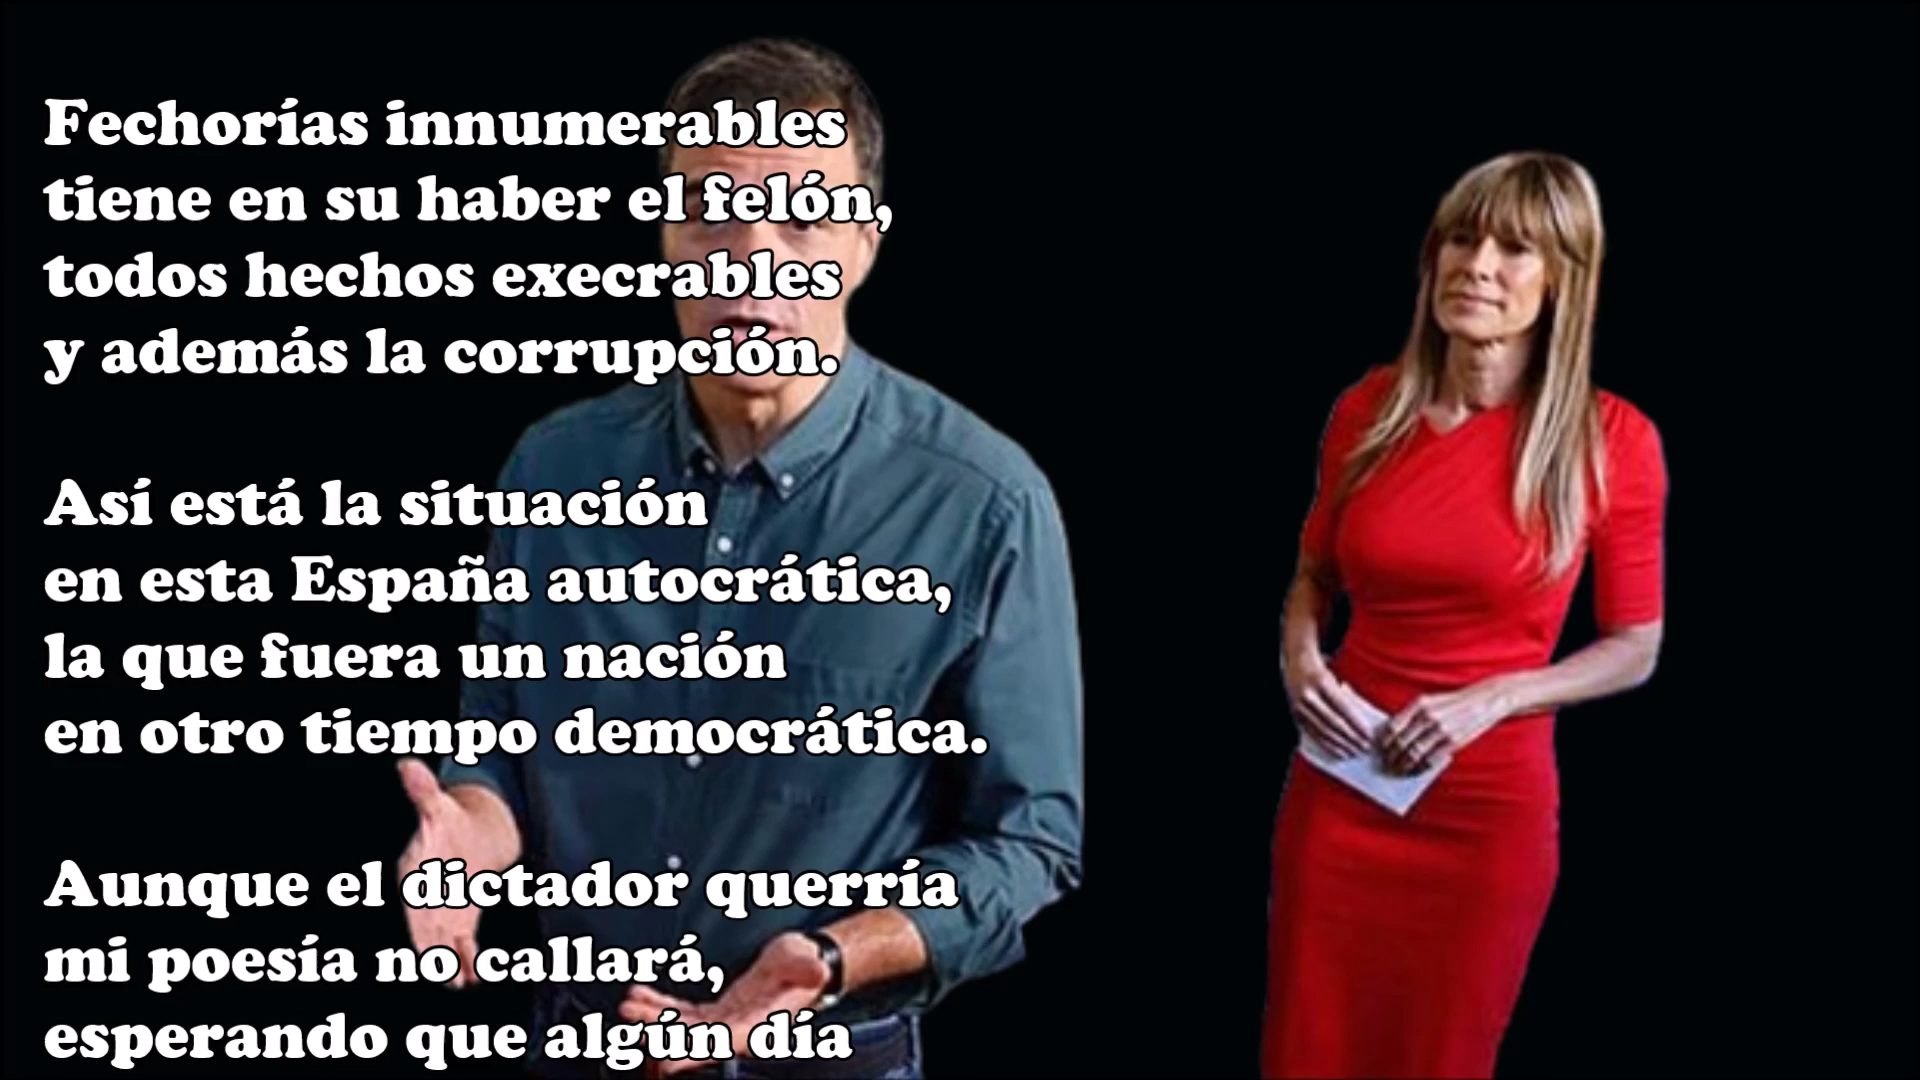 Fechorías innumerables
tiene en su haber el felón,
todos hechos execrables
y además la corrupción.
Así está la situación
en esta España autocrática,
la que fuera un nación
en otro tiempo democrática.
Aunque el dictador querría
mi poesía no callará,
esperando que algún día